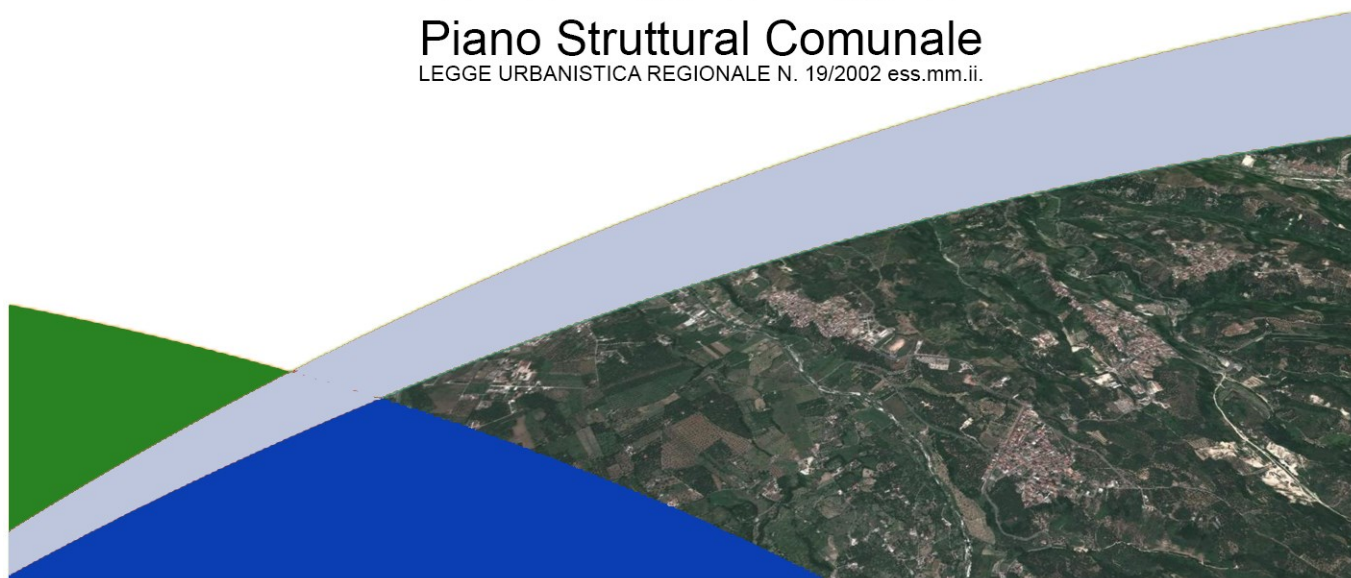 Piano Struttural Comunale
LEGGE URBANISTICA REGIONALE N. 19/2002 ess.mm.ii.